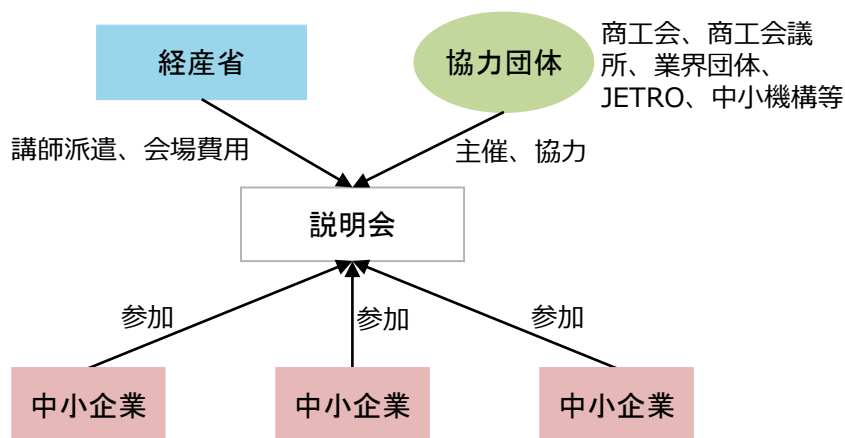 経産省
協力団体
商工会、商工会議
所、業界団体、
JETRO、中小機構等
講師派遣、会場費用
主催、協力
説明会
参加
参加
参加
中小企業
中小企業
中小企業